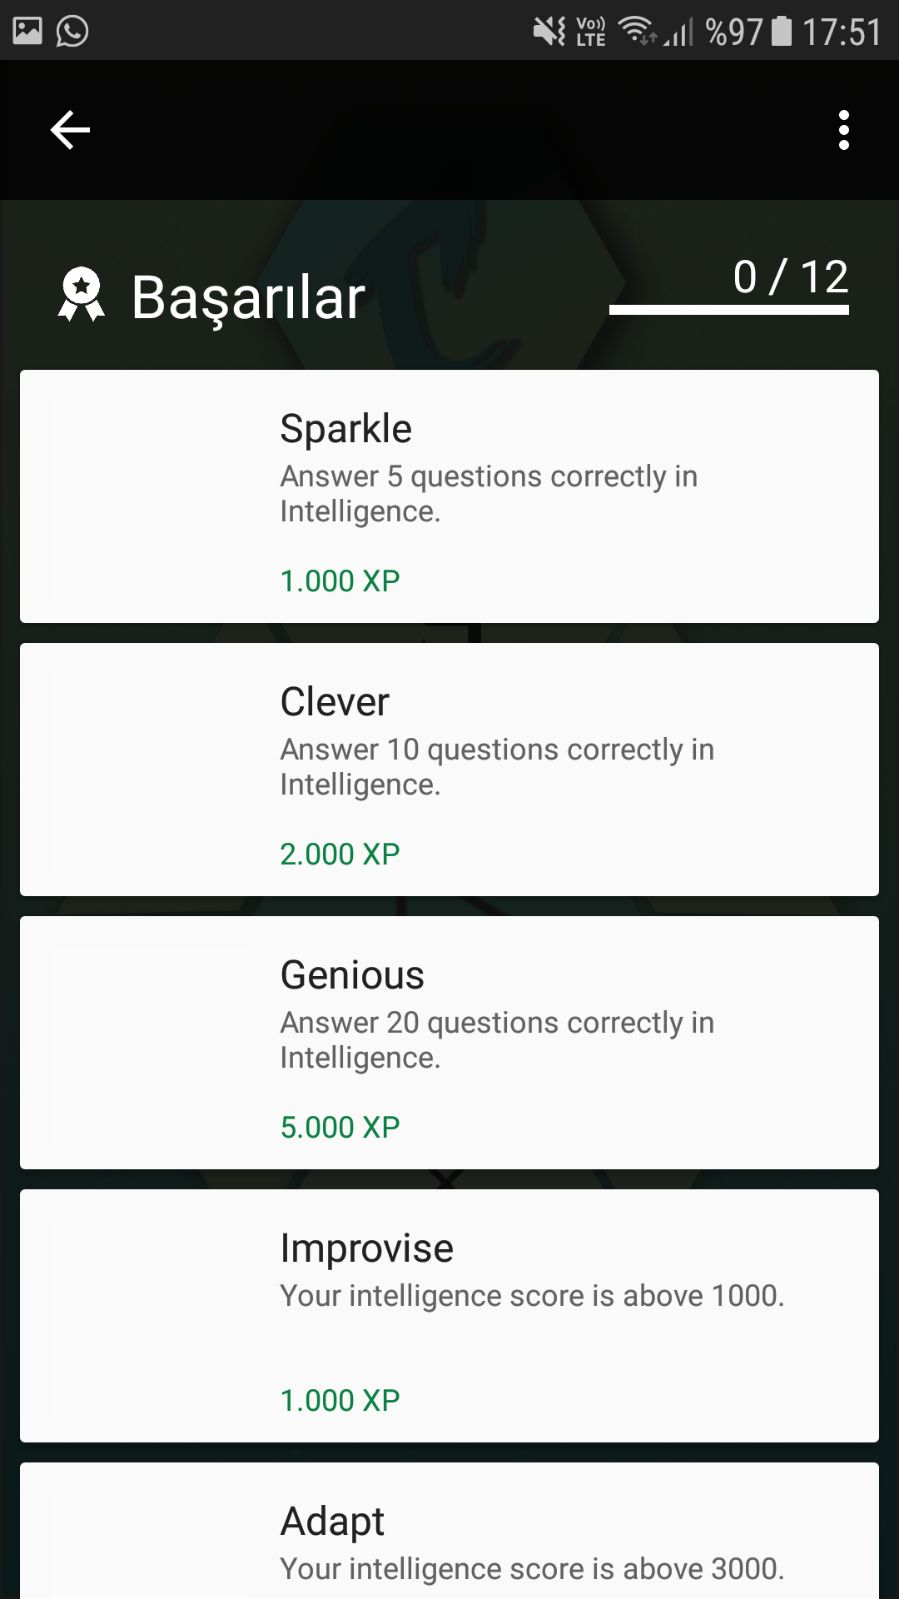 Vo)) LTE %97 17:51
Başarılar
0 / 12
Sparkle
Answer 5 questions correctly in
Intelligence.
1.000 XP
Clever
Answer 10 questions correctly in
Intelligence.
2.000 XP
Genious
Answer 20 questions correctly in
Intelligence.
5.000 XP
Improvise
Your intelligence score is above 1000.
1.000 XP
Adapt
Your intelligence score is above 3000.